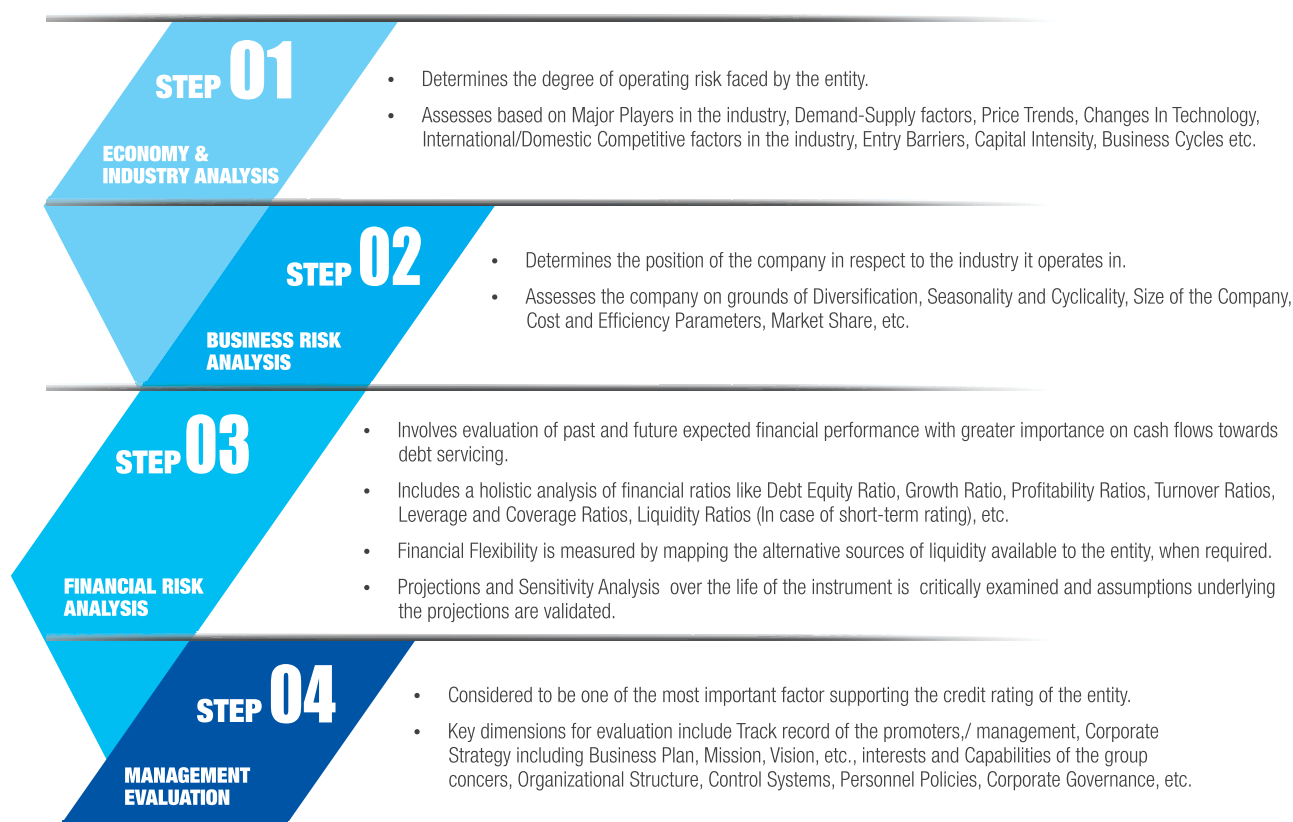 STEP 01
ECONOMY &
INDUSTRY ANALYSIS
• Determines the degree of operating risk faced by the entity.
• Assesses based on Major Players in the industry, Demand-Supply factors, Price Trends, Changes In Technology,
International/Domestic Competitive factors in the industry, Entry Barriers, Capital Intensity, Business Cycles etc.
STEP 02
BUSINESS RISK
ANALYSIS
• Determines the position of the company in respect to the industry it operates in.
• Assesses the company on grounds of Diversification, Seasonality and Cyclicality, Size of the Company,
Cost and Efficiency Parameters, Market Share, etc.
STEP 03
FINANCIAL RISK
ANALYSIS
• Involves evaluation of past and future expected financial performance with greater importance on cash flows towards
debt servicing.
• Includes a holistic analysis of financial ratios like Debt Equity Ratio, Growth Ratio, Profitability Ratios, Turnover Ratios,
Leverage and Coverage Ratios, Liquidity Ratios (In case of short-term rating), etc.
• Financial Flexibility is measured by mapping the alternative sources of liquidity available to the entity, when required.
• Projections and Sensitivity Analysis over the life of the instrument is critically examined and assumptions underlying
the projections are validated.
STEP 04
MANAGEMENT
EVALUATION
• Considered to be one of the most important factor supporting the credit rating of the entity.
• Key dimensions for evaluation include Track record of the promoters,/ management, Corporate
Strategy including Business Plan, Mission, Vision, etc., interests and Capabilities of the group
concers, Organizational Structure, Control Systems, Personnel Policies, Corporate Governance, etc.